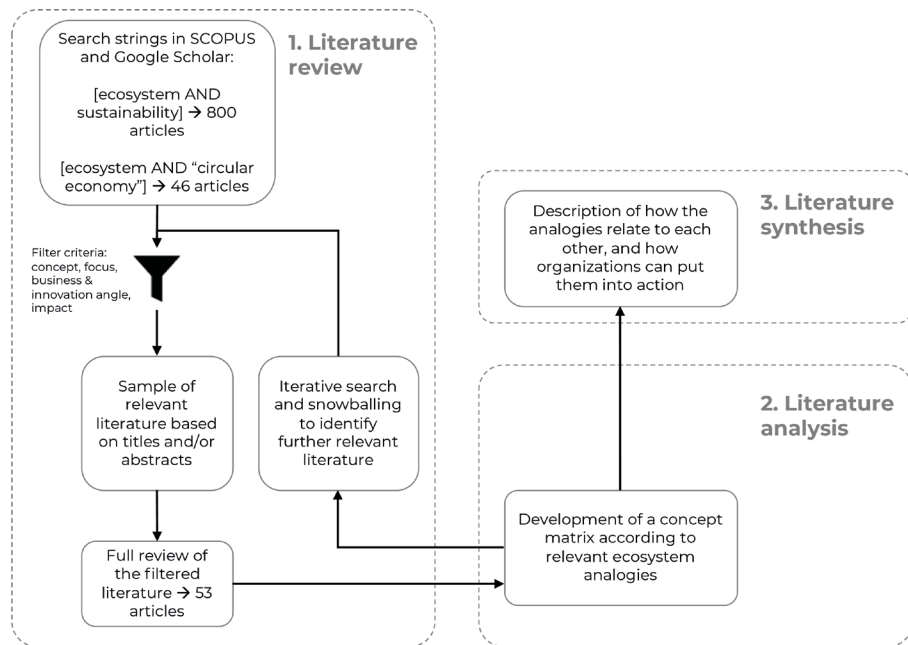 Search strings in SCOPUS
and Google Scholar:
[ecosystem AND
sustainability] → 800
articles
[ecosystem AND “circular
economy”] → 46 articles
1. Literature
review
Filter criteria:
concept, focus,
business &
innovation angle,
impact
Sample of
relevant
literature based
on titles and/or
abstracts
Iterative search
and snowballing
to identify
further relevant
literature
Full review of
the filtered
literature → 53
articles
2. Literature
analysis
Development of a concept
matrix according to
relevant ecosystem
analogies
3. Literature
synthesis
Description of how the
analogies relate to each
other, and how
organizations can put
them into action